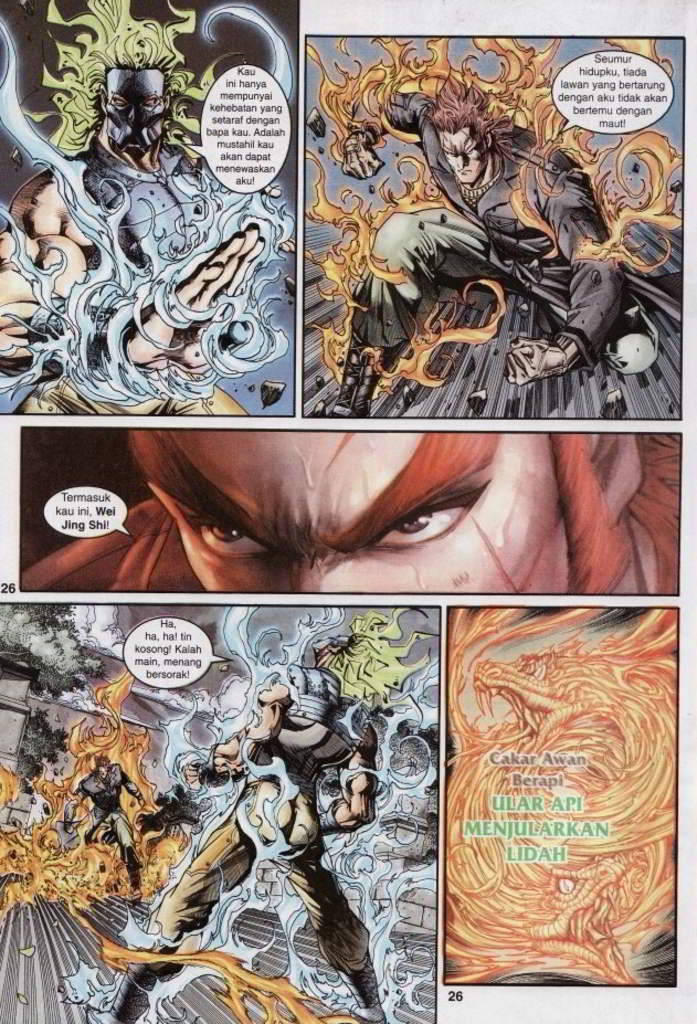 Kau
ini hanya
mempunyai
kehebatan yang
setaraf dengan
bapa kau. Adalah
mustahil kau
akan dapat
menewaskan
aku!
Seumur
hidupku, tiada
lawan yang bertarung
dengan aku tidak akan
bertemu dengan
maut!
Termasuk
kau ini, Wei
Jing Shi!
26
Ha,
ha, ha! tin
kosong! Kalah
main, menang
bersorak!
Cakar Awan
Berapi
ULAR API
MENJULARKAN
LIDAH
26